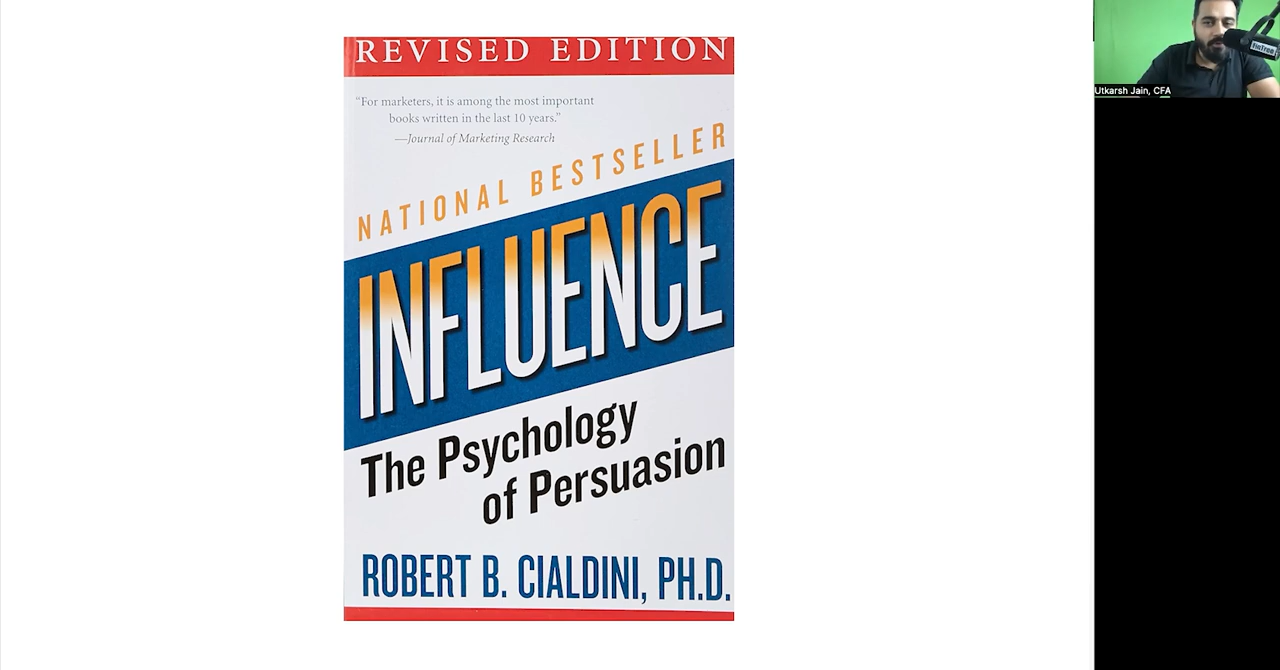 REVISED EDITION
“For marketers, it is among the most important
books written in the last 10 years.”
—Journal of Marketing Research
NATIONAL BESTSELLER
INFLUENCE
The Psychology
of Persuasion
ROBERT B. CIALDINI, PH.D.
FinTree
Utkarsh Jain, CFA